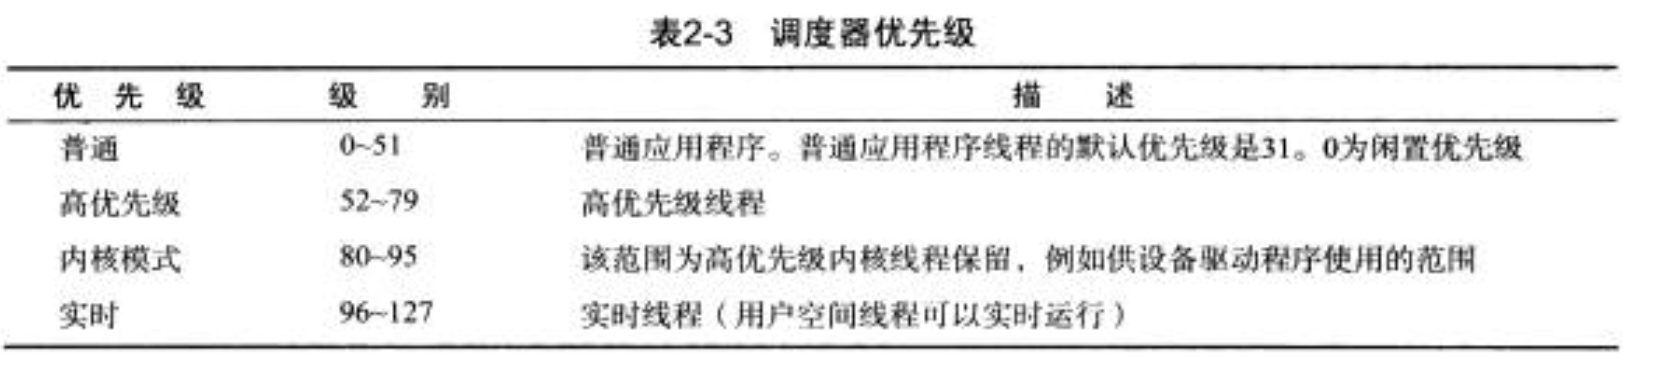 表2-3 调度器优先级
优先级 级别 描述
普通 0~51 普通应用程序。普通应用程序线程的默认优先级是31。0为闲置优先级
高优先级 52~79 高优先级线程
内核模式 80~95 该范围为高优先级内核线程保留，例如供设备驱动程序使用的范围
实时 96~127 实时线程（用户空间线程可以实时运行）